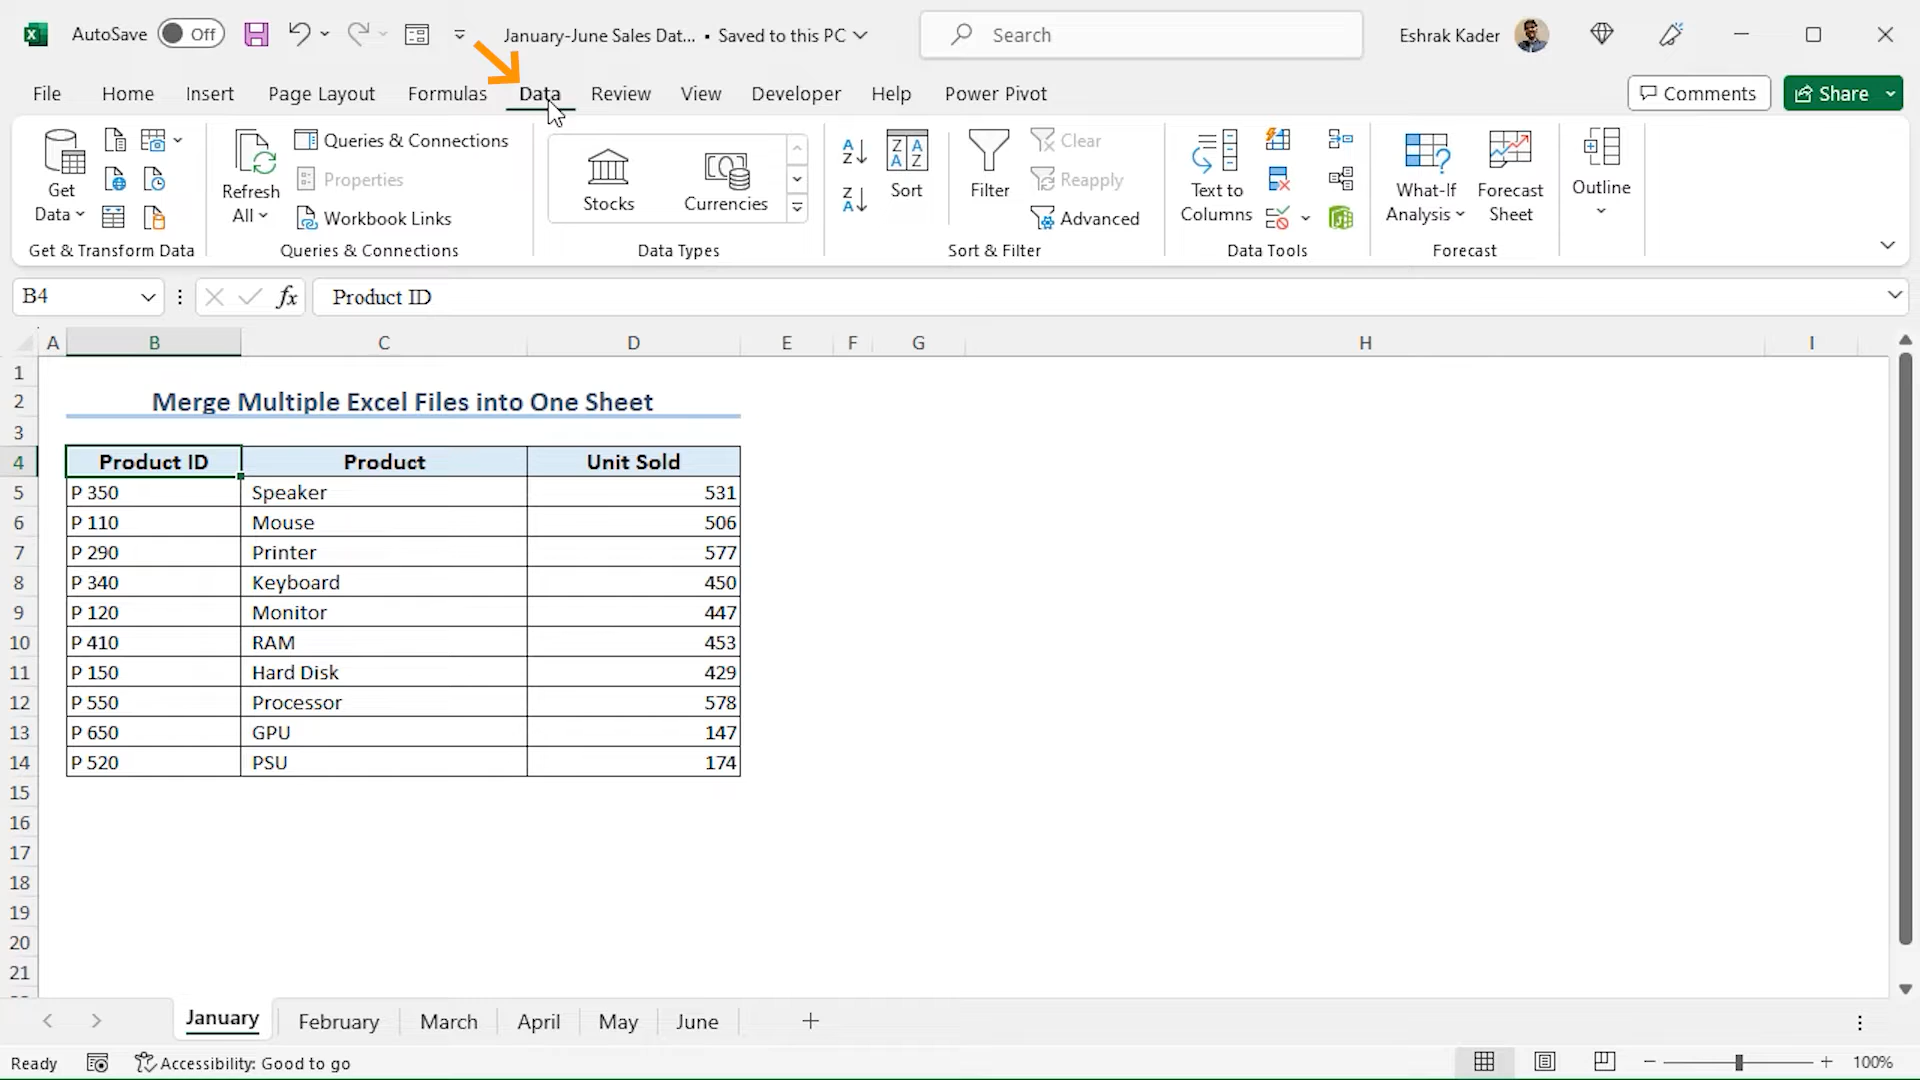 AutoSave Off January-June Sales Dat... • Saved to this PC Search Eshrak Kader
File Home Insert Page Layout Formulas Data Review View Developer Help Power Pivot Comments Share
Get Data
Refresh All
Queries & Connections
Properties
Workbook Links
Stocks
Currencies
Sort
Filter
Clear
Reapply
Advanced
Text to Columns
What-If Analysis
Forecast Sheet
Outline
Get & Transform Data Queries & Connections Data Types Sort & Filter Data Tools Forecast
B4 fx Product ID
A B C D E F G H I
1
2 Merge Multiple Excel Files into One Sheet
3
4 Product ID Product Unit Sold
5 P 350 Speaker 531
6 P 110 Mouse 506
7 P 290 Printer 577
8 P 340 Keyboard 450
9 P 120 Monitor 447
10 P 410 RAM 453
11 P 150 Hard Disk 429
12 P 550 Processor 578
13 P 650 GPU 147
14 P 520 PSU 174
15
16
17
18
19
20
21
January February March April May June
Ready Accessibility: Good to go 100%